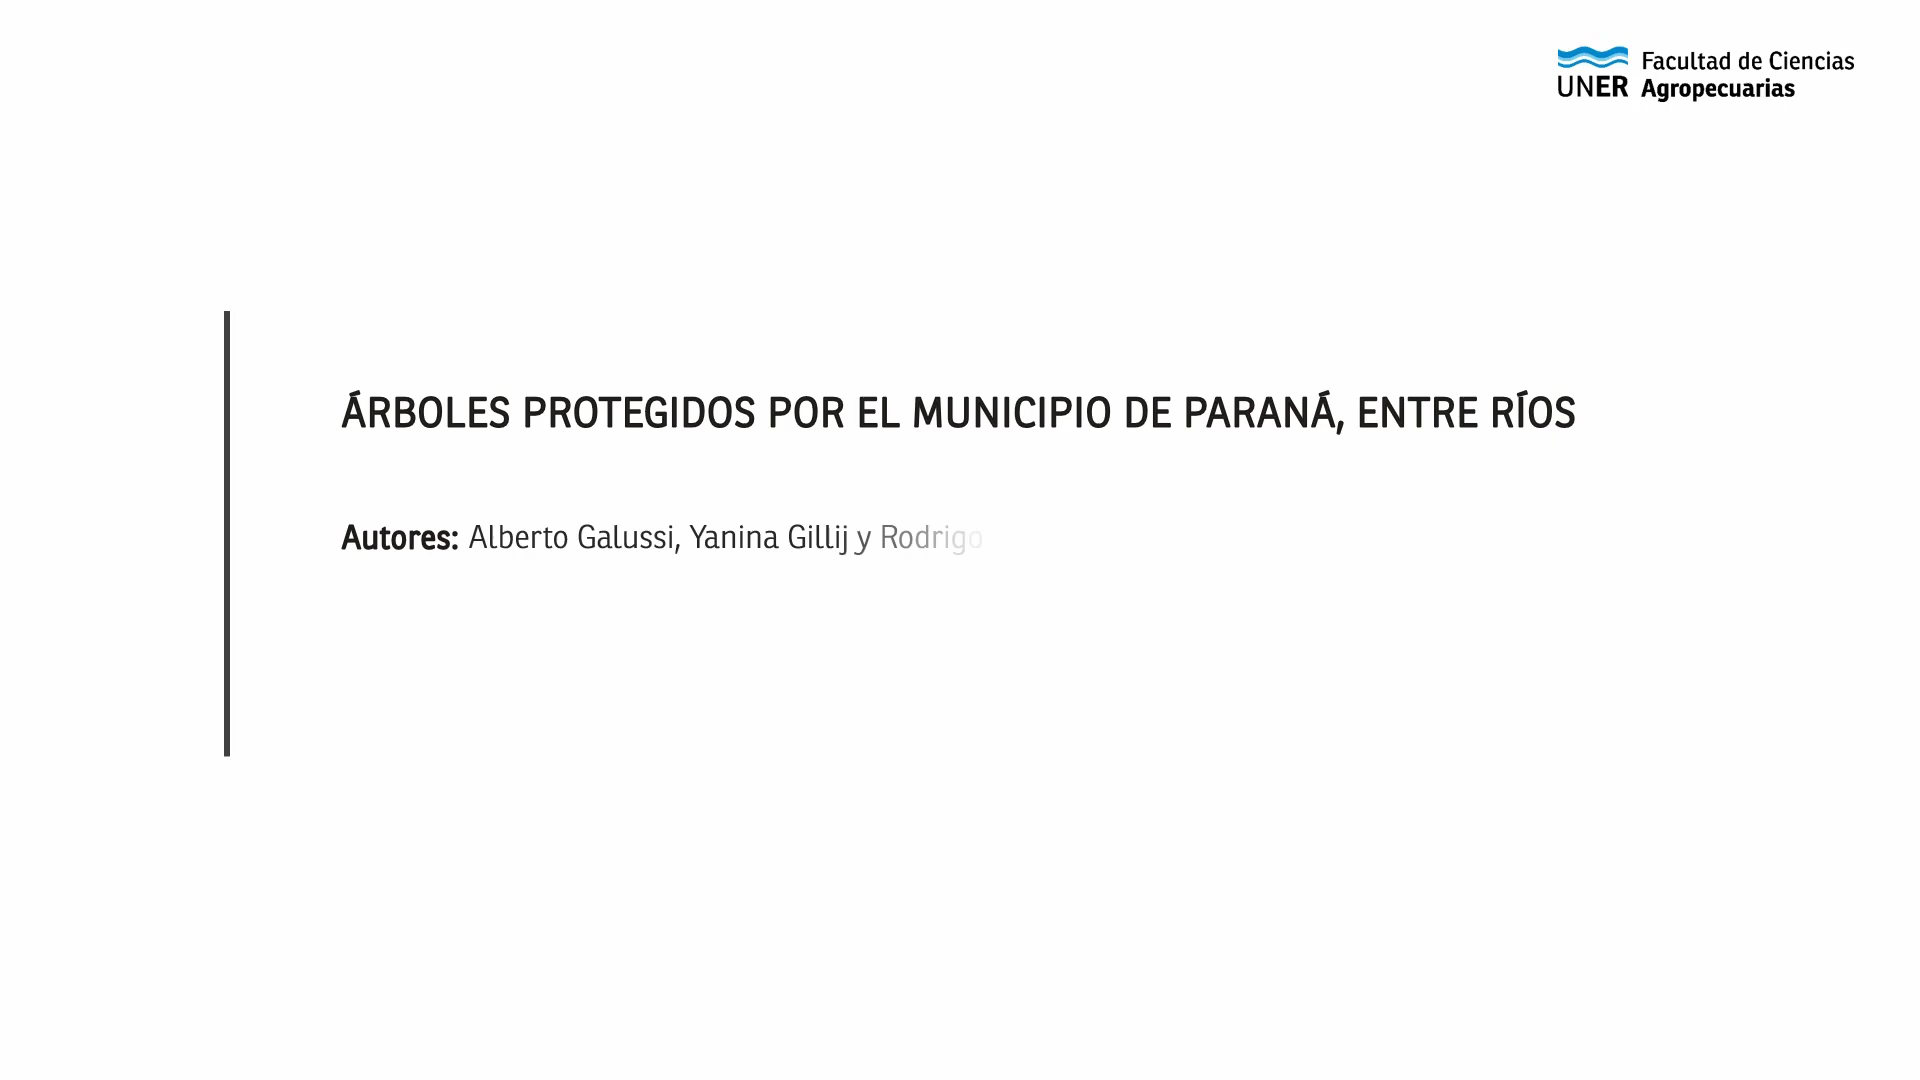 Facultad de Ciencias
UNER Agropecuarias
ÁRBOLES PROTEGIDOS POR EL MUNICIPIO DE PARANÁ, ENTRE RÍOS
Autores: Alberto Galussi, Yanina Gillij y Rodrigo